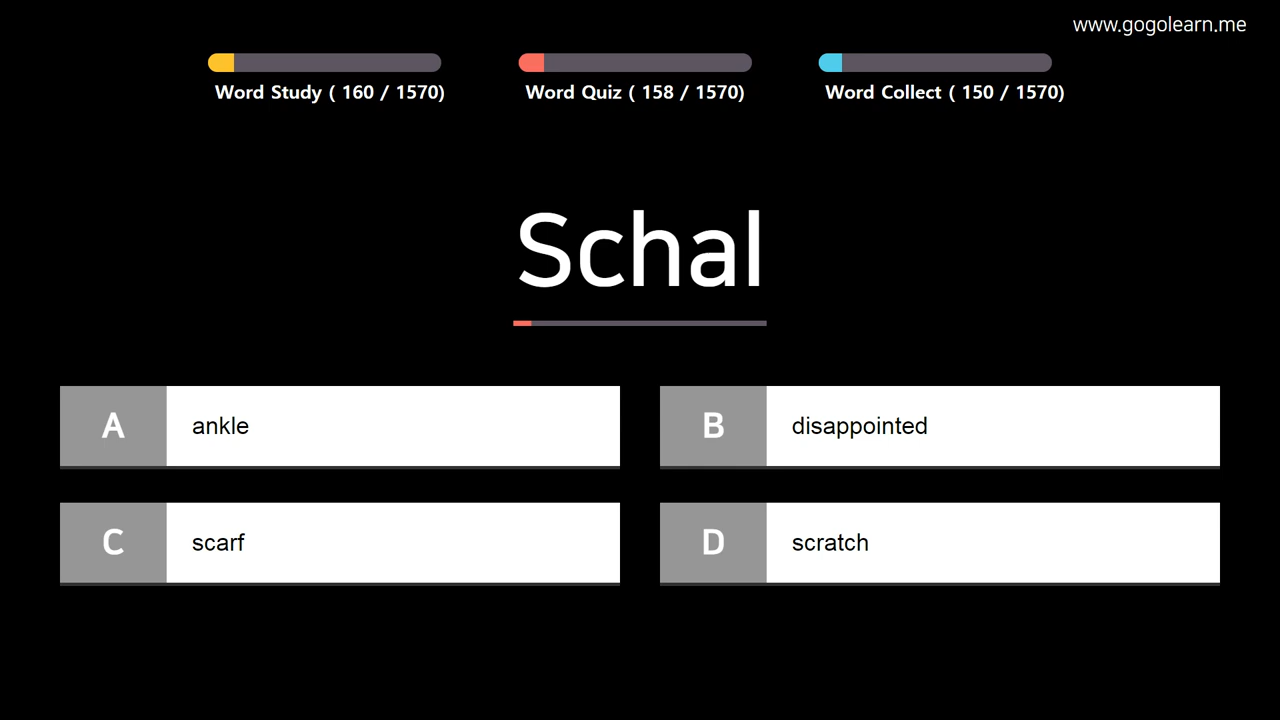 www.gogolearn.me
Word Study ( 160 / 1570)
Word Quiz ( 158 / 1570)
Word Collect ( 150 / 1570)
Schal
A ankle
B disappointed
C scarf
D scratch